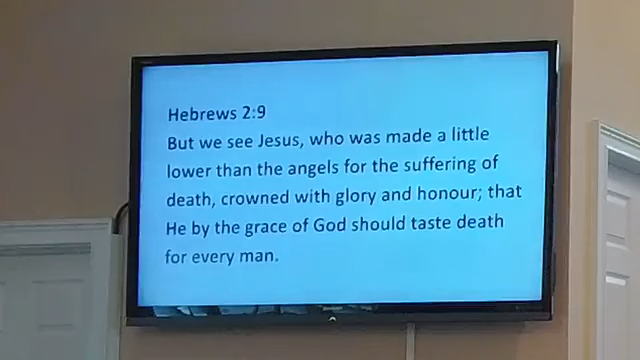 Hebrews 2:9
But we see Jesus, who was made a little
lower than the angels for the suffering of
death, crowned with glory and honour; that
He by the grace of God should taste death
for every man.